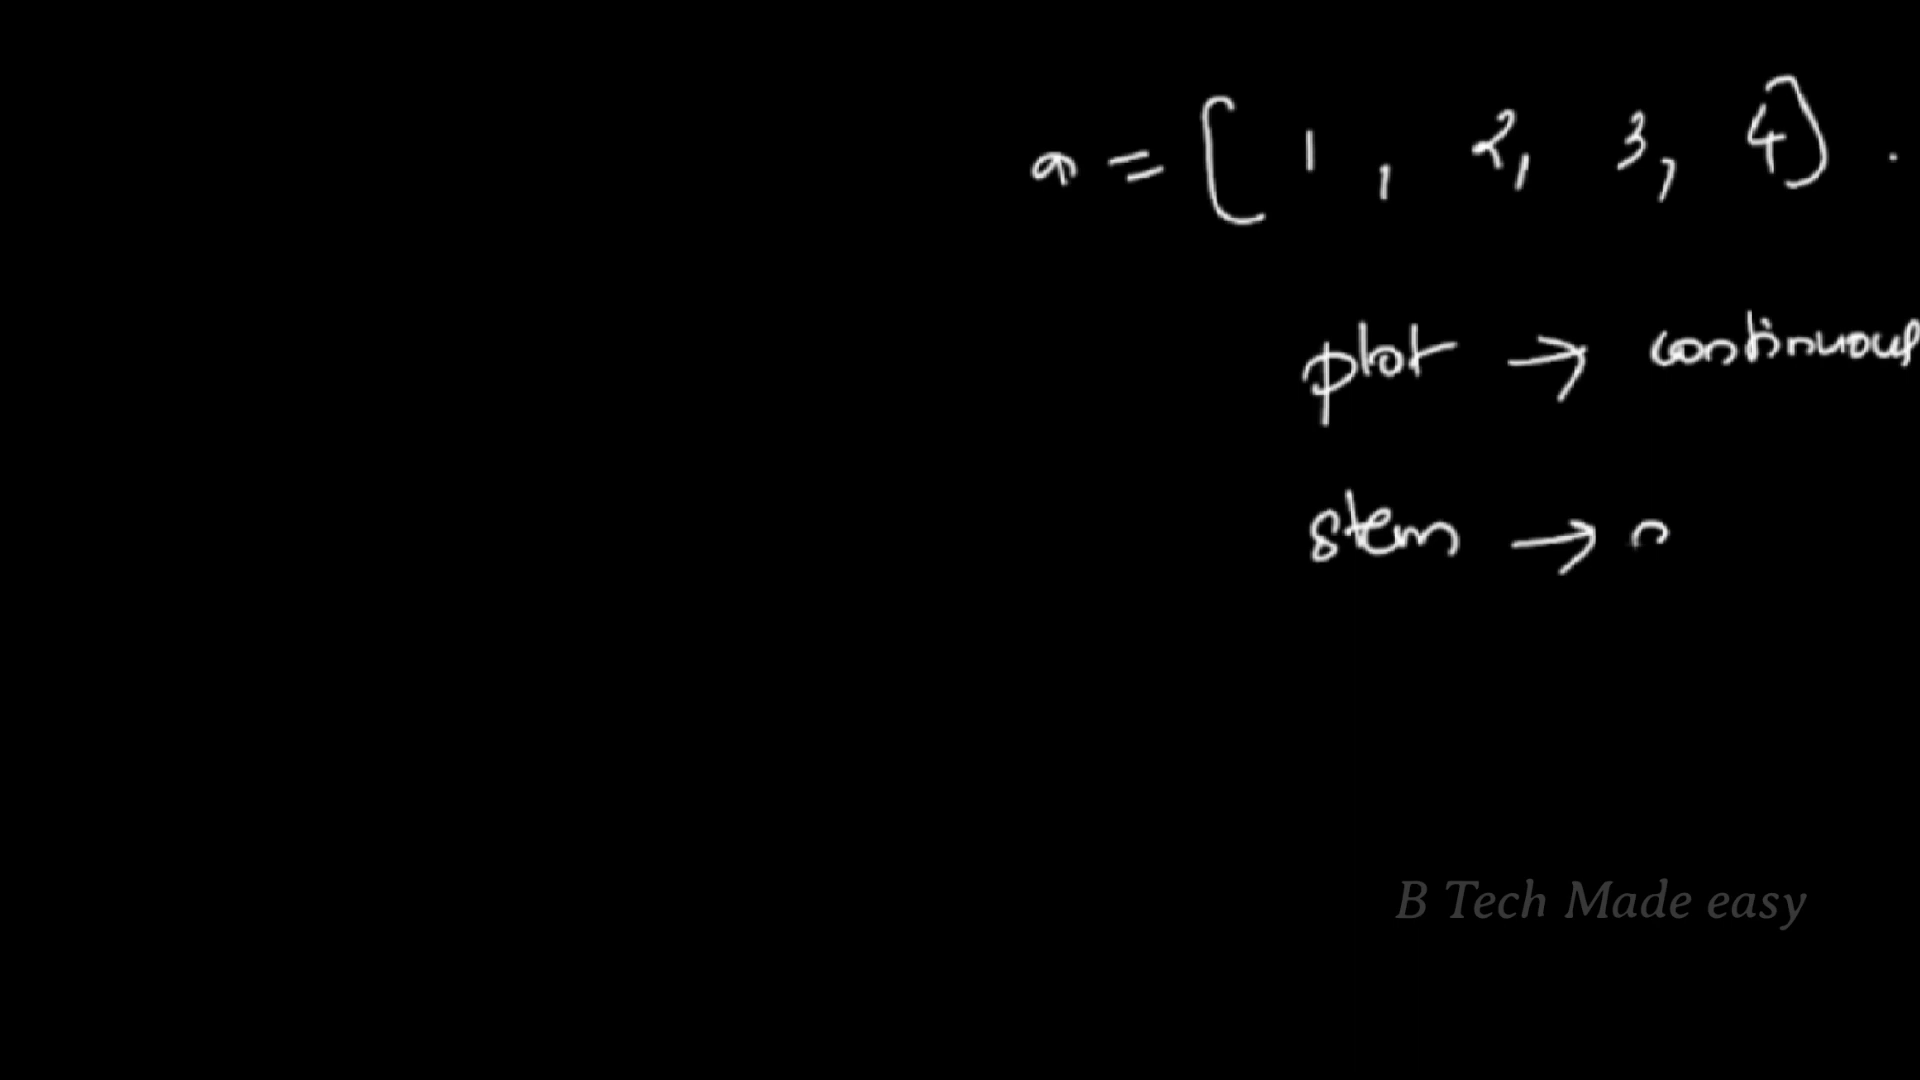 a = [ 1, 2, 3, 4] .
plot → continuous
stem →
B Tech Made easy